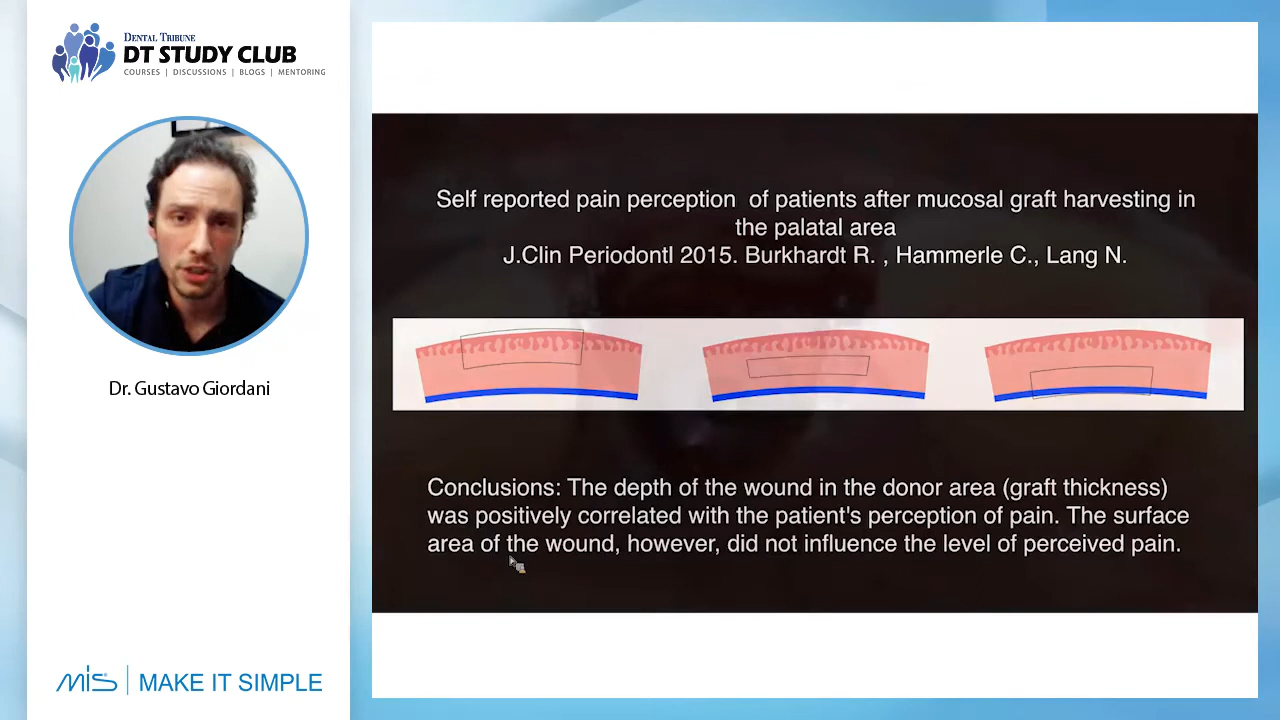 DENTAL TRIBUNE
DT STUDY CLUB
COURSES | DISCUSSIONS | BLOGS | MENTORING
Dr. Gustavo Giordani
mis | MAKE IT SIMPLE
Self reported pain perception of patients after mucosal graft harvesting in
the palatal area
J.Clin Periodontl 2015. Burkhardt R. , Hammerle C., Lang N.
Conclusions: The depth of the wound in the donor area (graft thickness)
was positively correlated with the patient's perception of pain. The surface
area of the wound, however, did not influence the level of perceived pain.